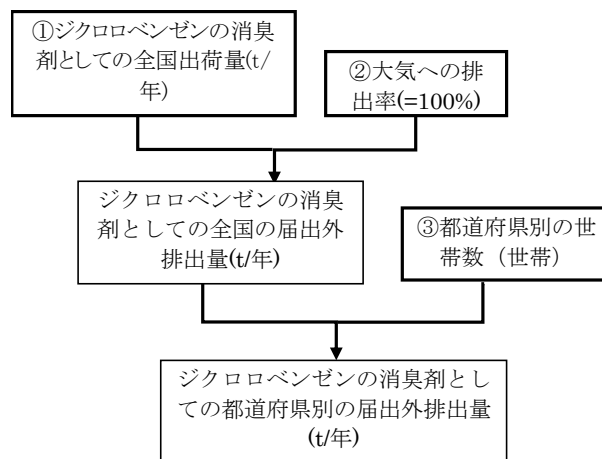 ①ジクロロベンゼンの消臭
剤としての全国出荷量(t/
年)
②大気への排
出率(=100%)
ジクロロベンゼンの消臭
剤としての全国の届出外
排出量(t/年)
③都道府県別の世
帯数（世帯）
ジクロロベンゼンの消臭剤とし
ての都道府県別の届出外排出量
(t/年)